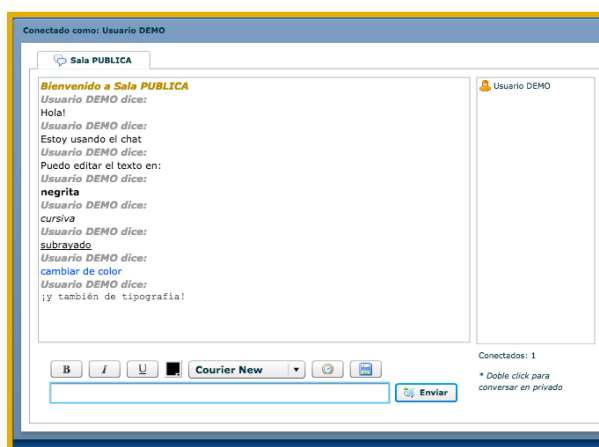 Conectado como: Usuario DEMO
Sala PUBLICA
Bienvenido a Sala PUBLICA
Usuario DEMO dice:
Hola!
Usuario DEMO dice:
Estoy usando el chat
Usuario DEMO dice:
Puedo editar el texto en:
Usuario DEMO dice:
negrita
Usuario DEMO dice:
cursiva
Usuario DEMO dice:
subrayado
Usuario DEMO dice:
cambiar de color
Usuario DEMO dice:
¡y también de tipografía!
Usuario DEMO
Conectados: 1
* Doble click para
conversar en privado
B I U Courier New
Enviar